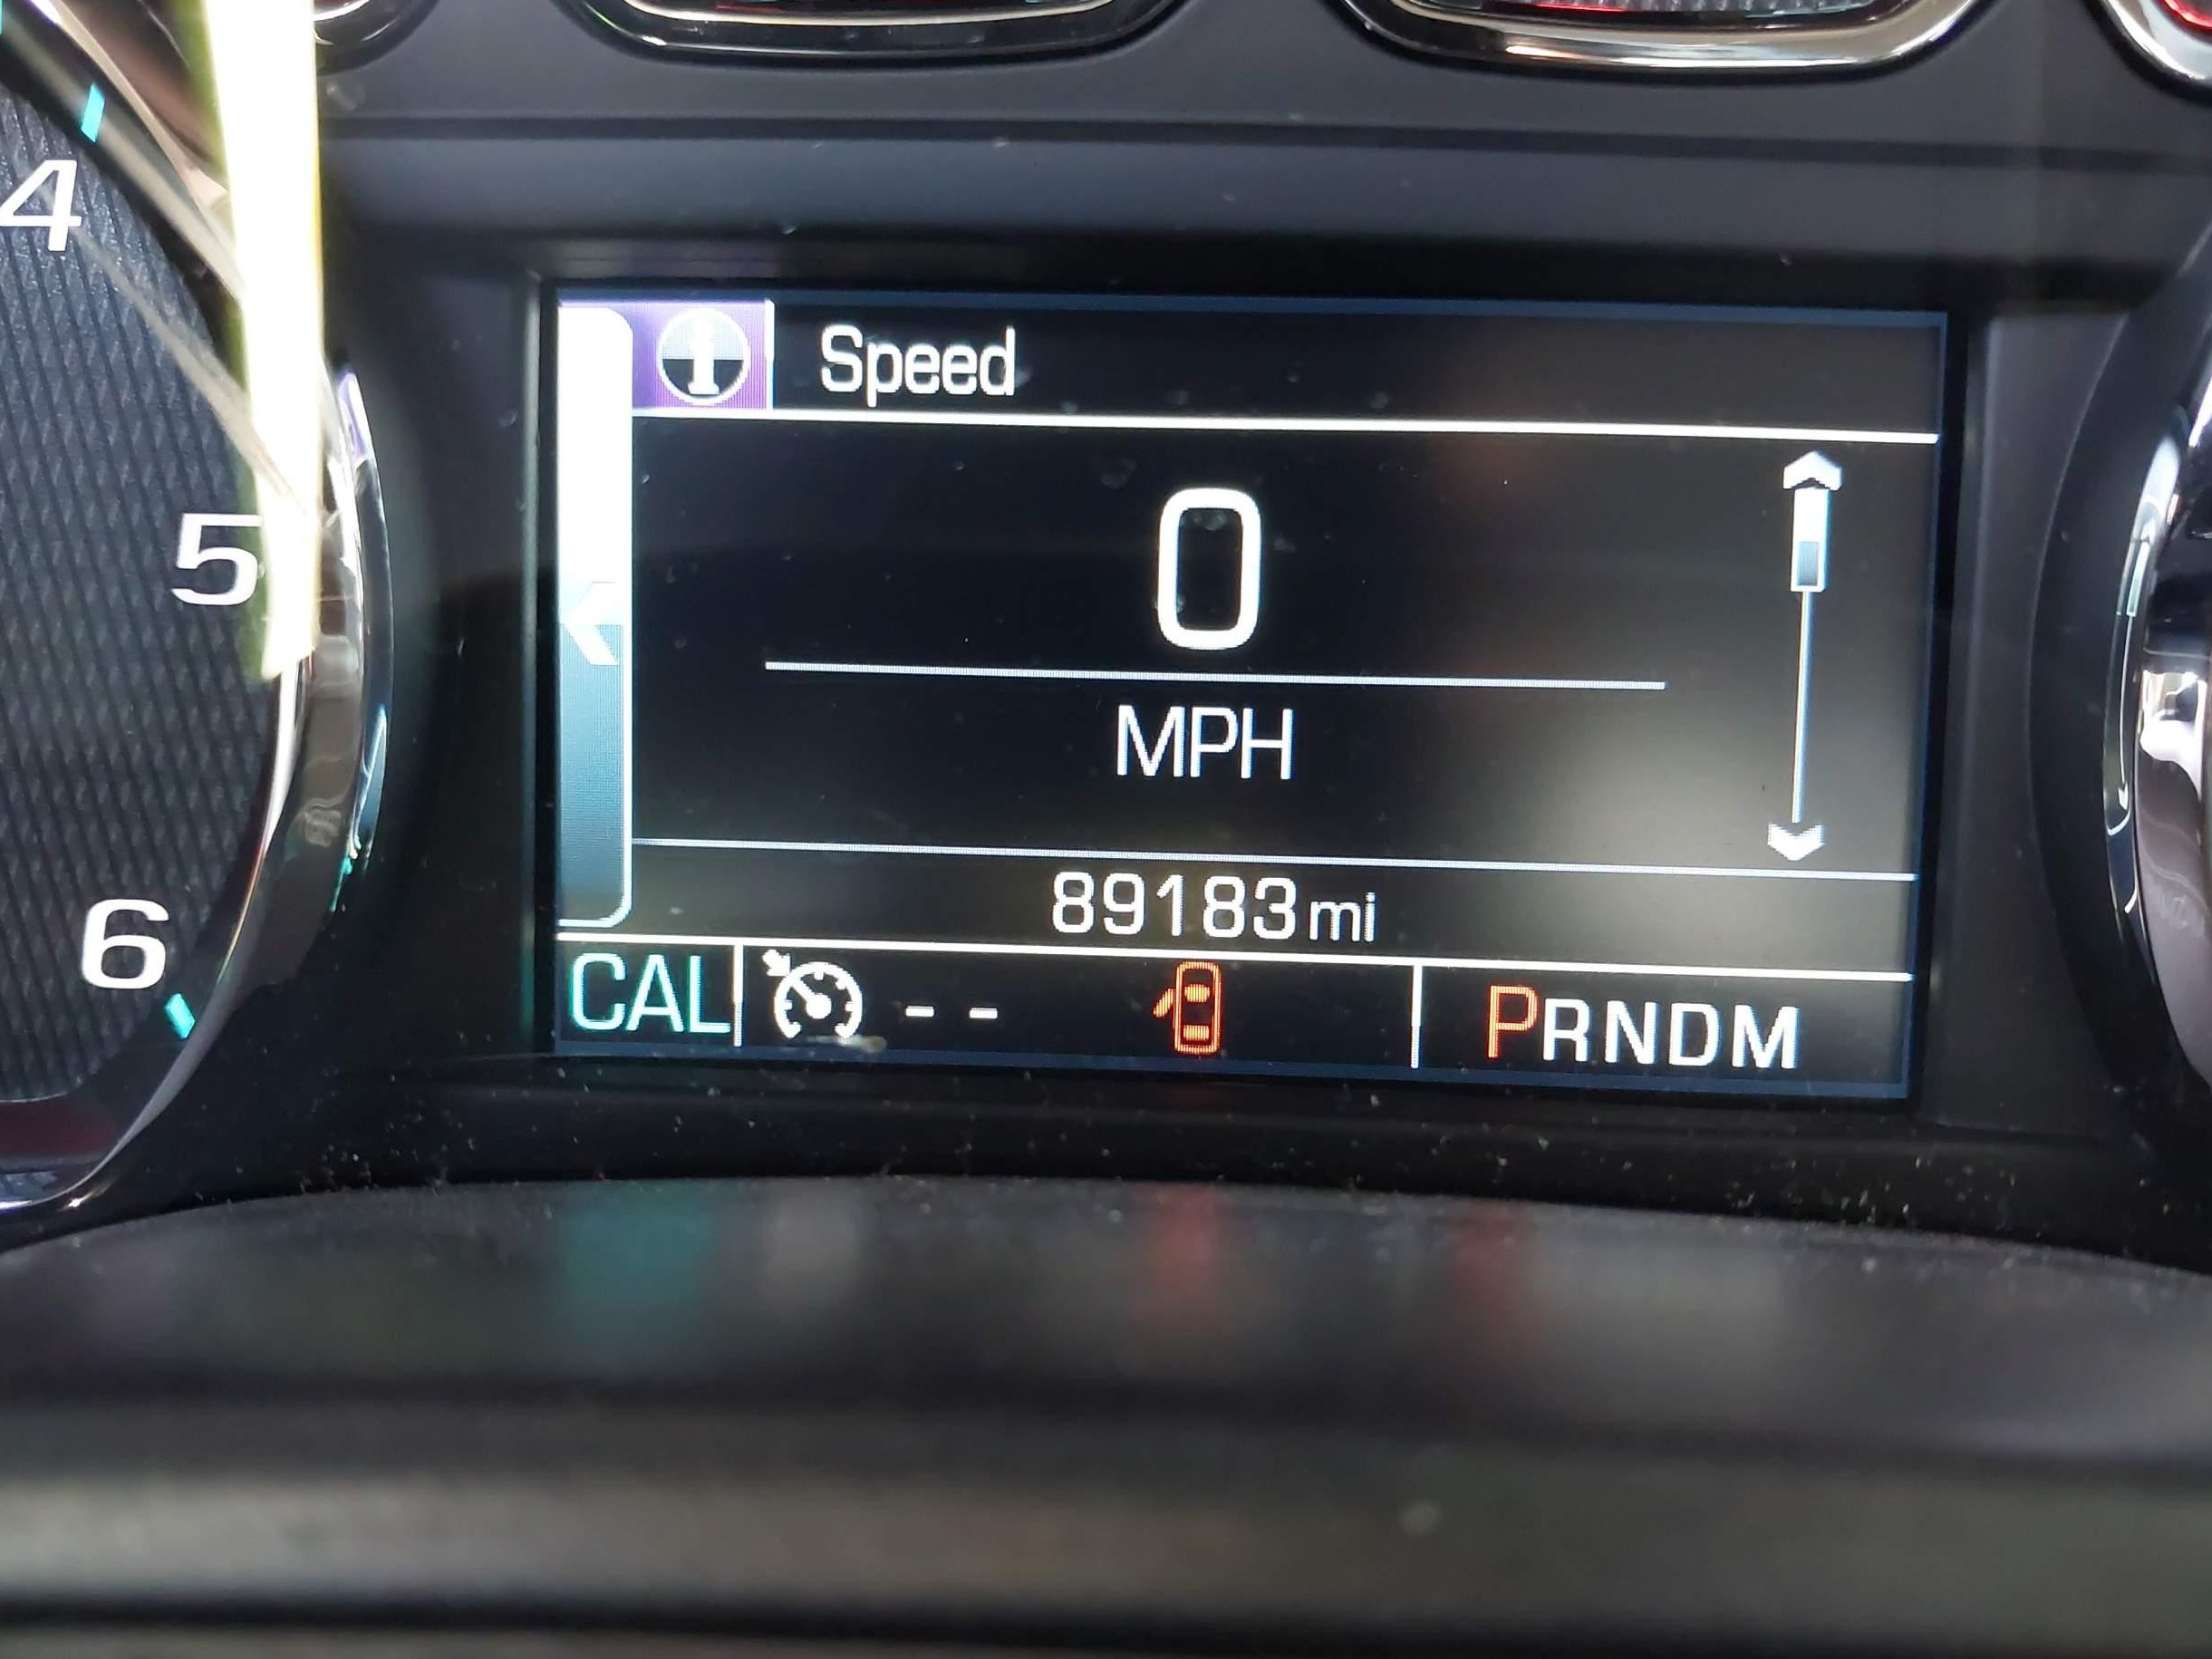 4
5
6
Speed
0
MPH
89183mi
CAL -- PRNDM